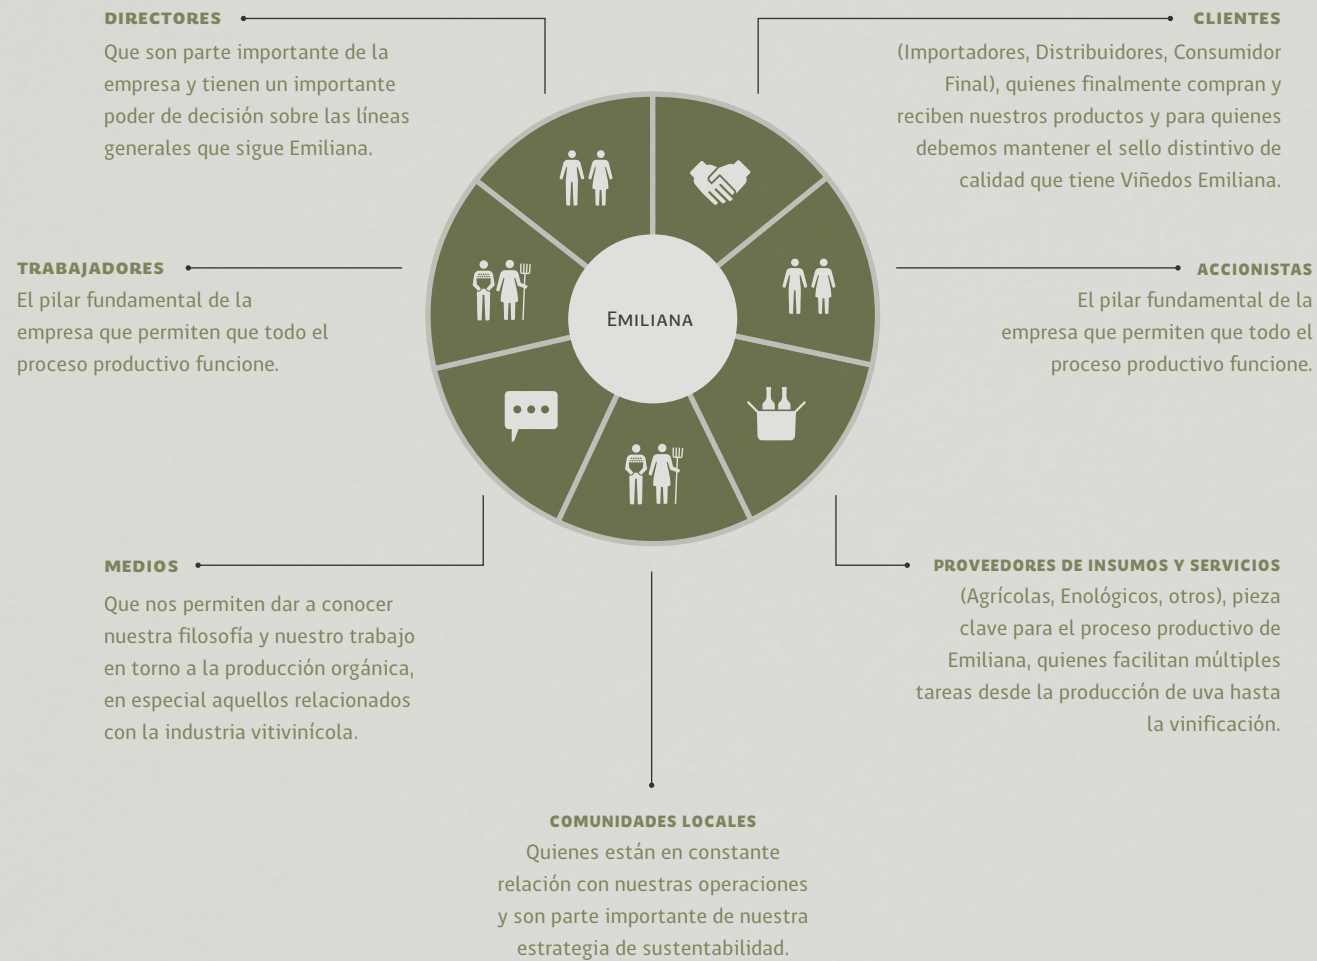 DIRECTORES
Que son parte importante de la
empresa y tienen un importante
poder de decisión sobre las líneas
generales que sigue Emiliana.
CLIENTES
(Importadores, Distribuidores, Consumidor
Final), quienes finalmente compran y
reciben nuestros productos y para quienes
debemos mantener el sello distintivo de
calidad que tiene Viñedos Emiliana.
TRABAJADORES
El pilar fundamental de la
empresa que permiten que todo el
proceso productivo funcione.
EMILIANA
ACCIONISTAS
El pilar fundamental de la
empresa que permiten que todo el
proceso productivo funcione.
MEDIOS
Que nos permiten dar a conocer
nuestra filosofía y nuestro trabajo
en torno a la producción orgánica,
en especial aquellos relacionados
con la industria vitivinícola.
PROVEEDORES DE INSUMOS Y SERVICIOS
(Agrícolas, Enológicos, otros), pieza
clave para el proceso productivo de
Emiliana, quienes facilitan múltiples
tareas desde la producción de uva hasta
la vinificación.
COMUNIDADES LOCALES
Quienes están en constante
relación con nuestras operaciones
y son parte importante de nuestra
estrategia de sustentabilidad.